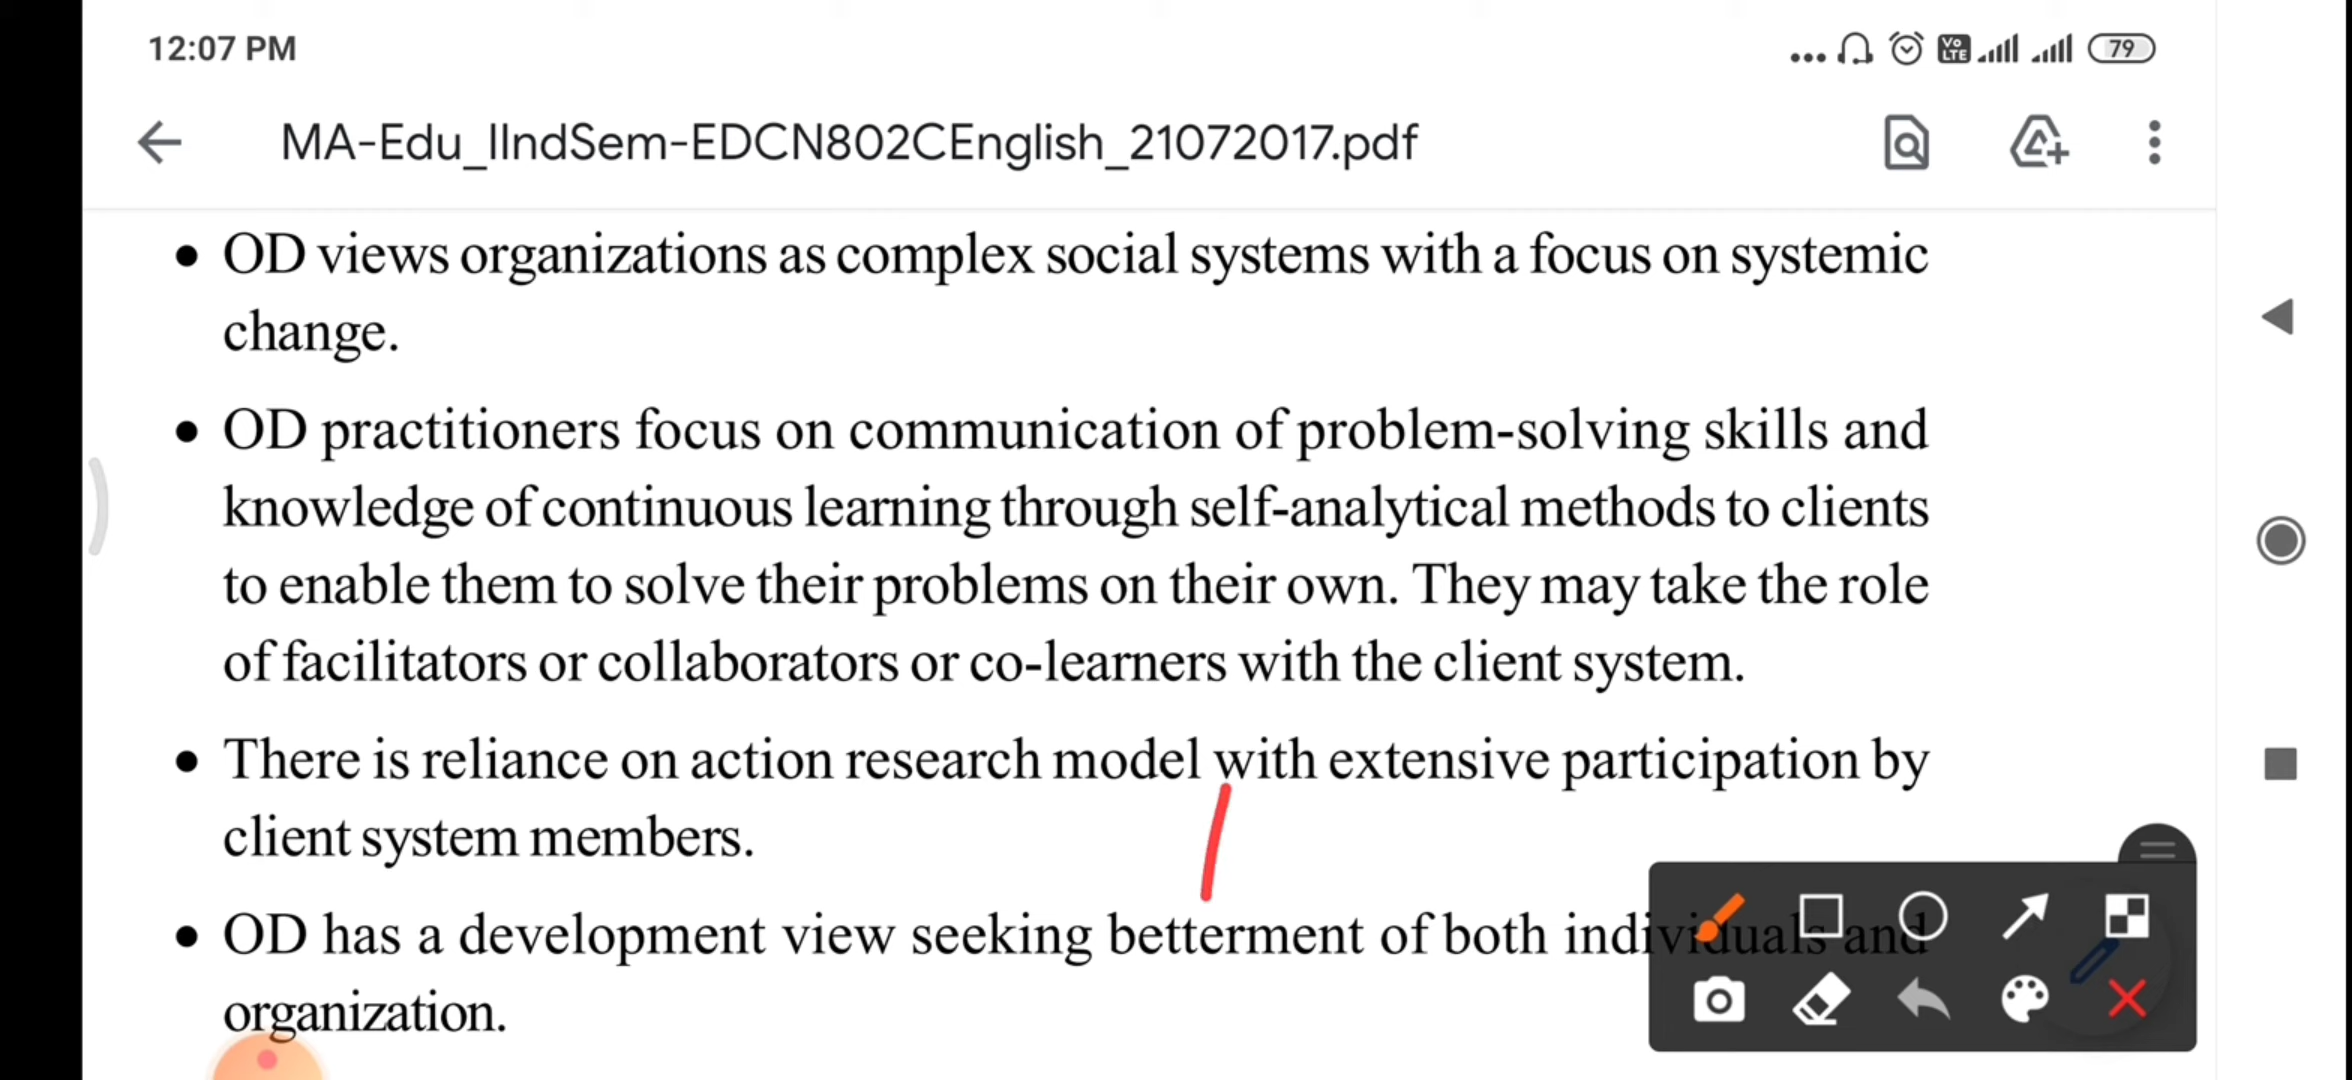 12:07 PM
Vo LTE
79
MA-Edu_IIndSem-EDCN802CEnglish_21072017.pdf
• OD views organizations as complex social systems with a focus on systemic
change.
• OD practitioners focus on communication of problem-solving skills and
knowledge of continuous learning through self-analytical methods to clients
to enable them to solve their problems on their own. They may take the role
of facilitators or collaborators or co-learners with the client system.
• There is reliance on action research model with extensive participation by
client system members.
• OD has a development view seeking betterment of both individuals and
organization.